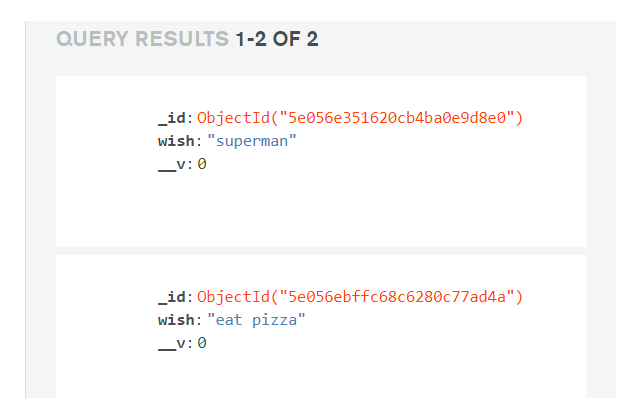 QUERY RESULTS 1-2 OF 2
_id: ObjectId("5e056e351620cb4ba0e9d8e0")
wish: "superman"
__v: 0
_id: ObjectId("5e056ebffc68c6280c77ad4a")
wish: "eat pizza"
__v: 0